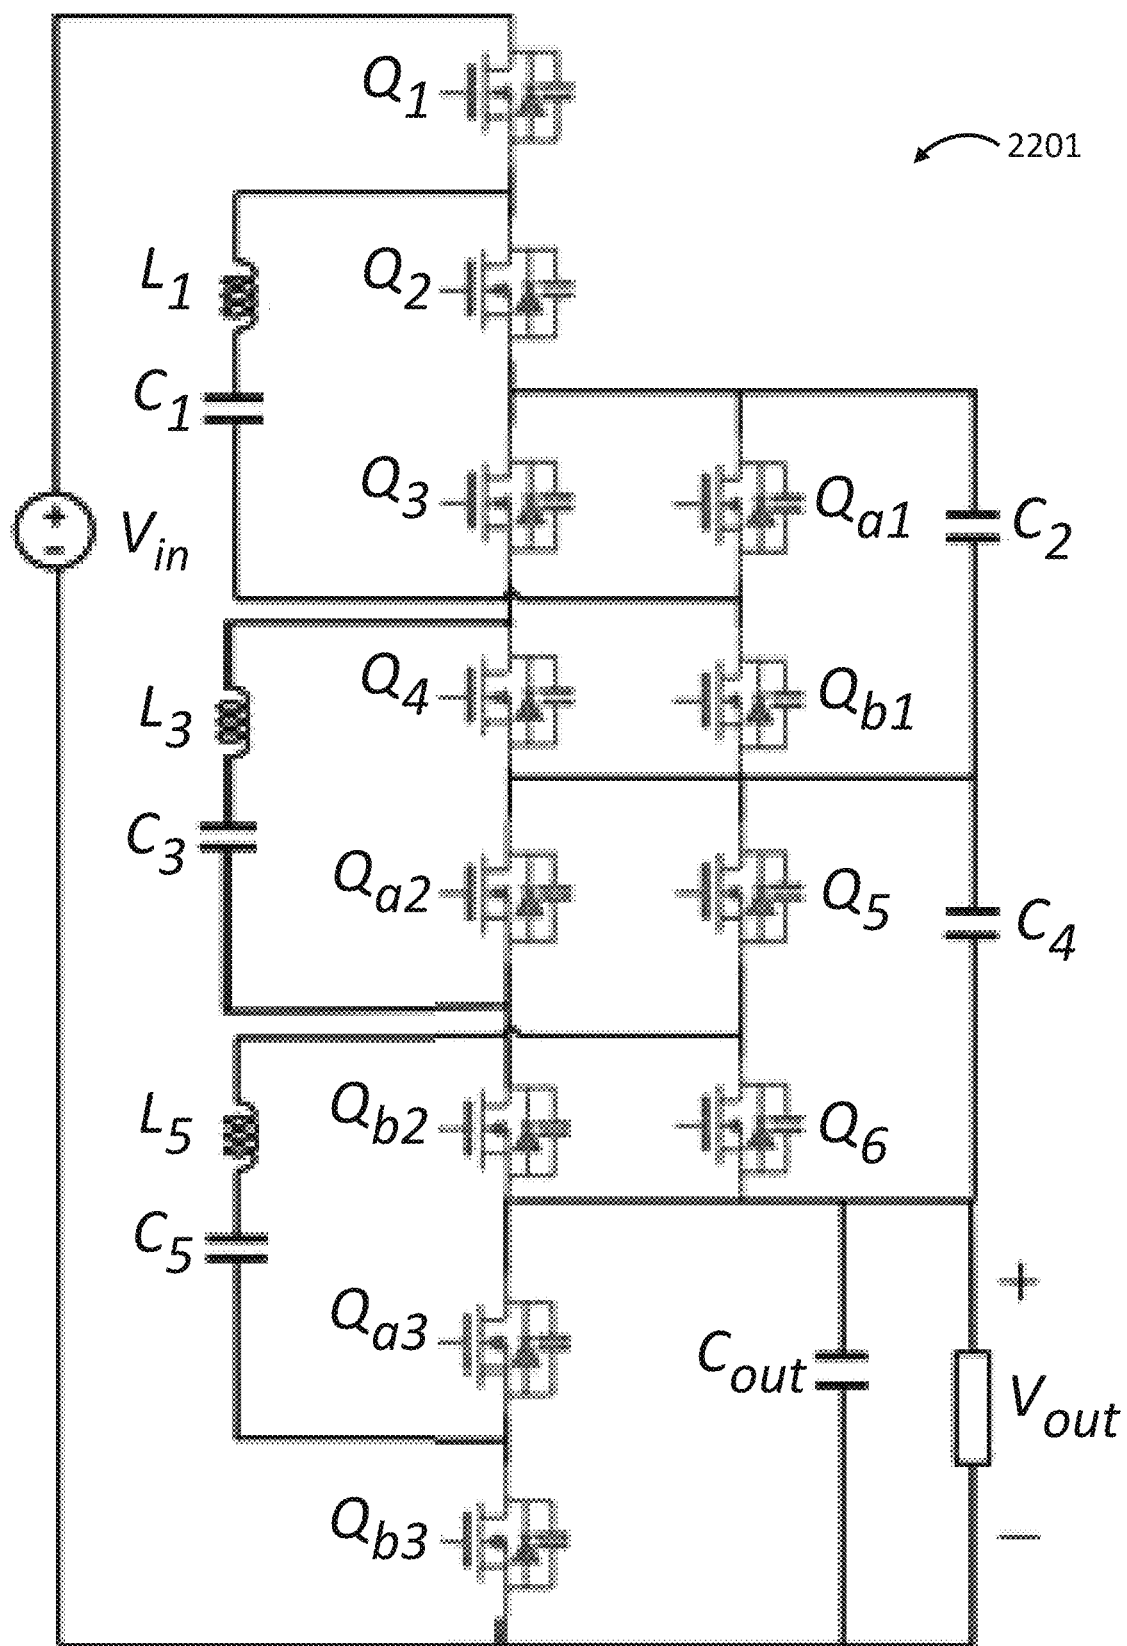 Q1
2201
L1
Q2
C1
Q3
Qa1
C2
+
-
Vin
Q4
Qb1
L3
C3
Qa2
Q5
C4
L5
Qb2
Q6
C5
Qa3
+
Cout
Vout
Qb3
—